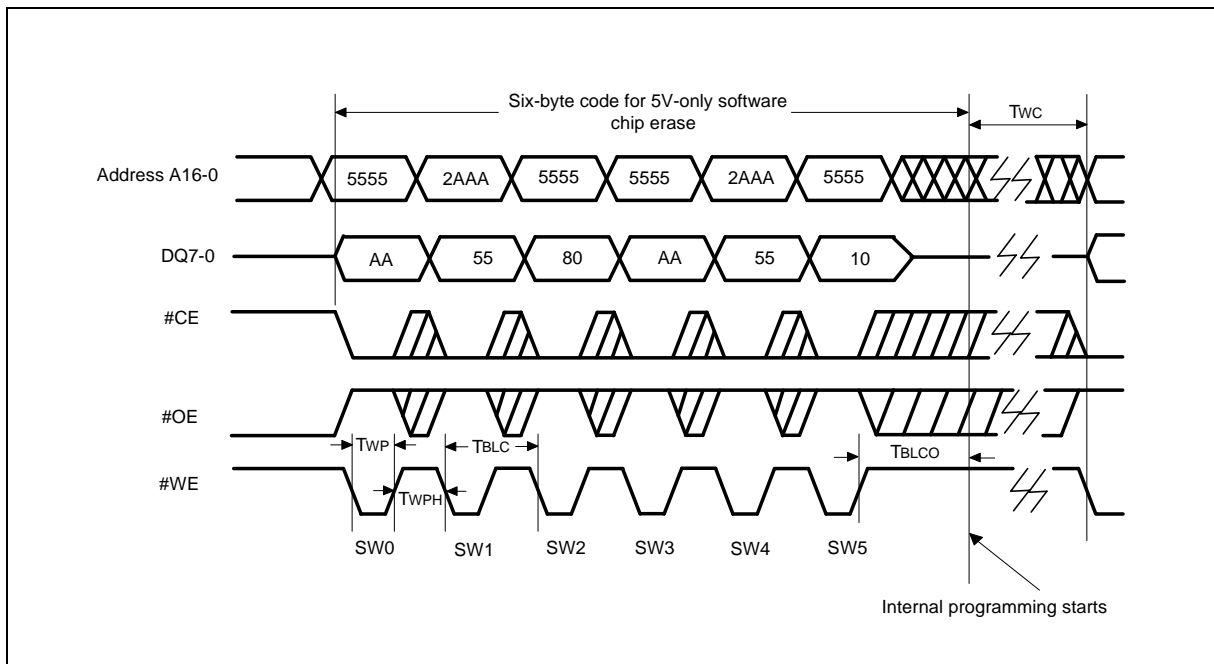 Six-byte code for 5V-only software
chip erase
TWC
Address A16-0
5555
2AAA
5555
5555
2AAA
5555
DQ7-0
AA
55
80
AA
55
10
#CE
#OE
TWP
TBLC
TBLCO
#WE
TWPH
SW0
SW1
SW2
SW3
SW4
SW5
Internal programming starts